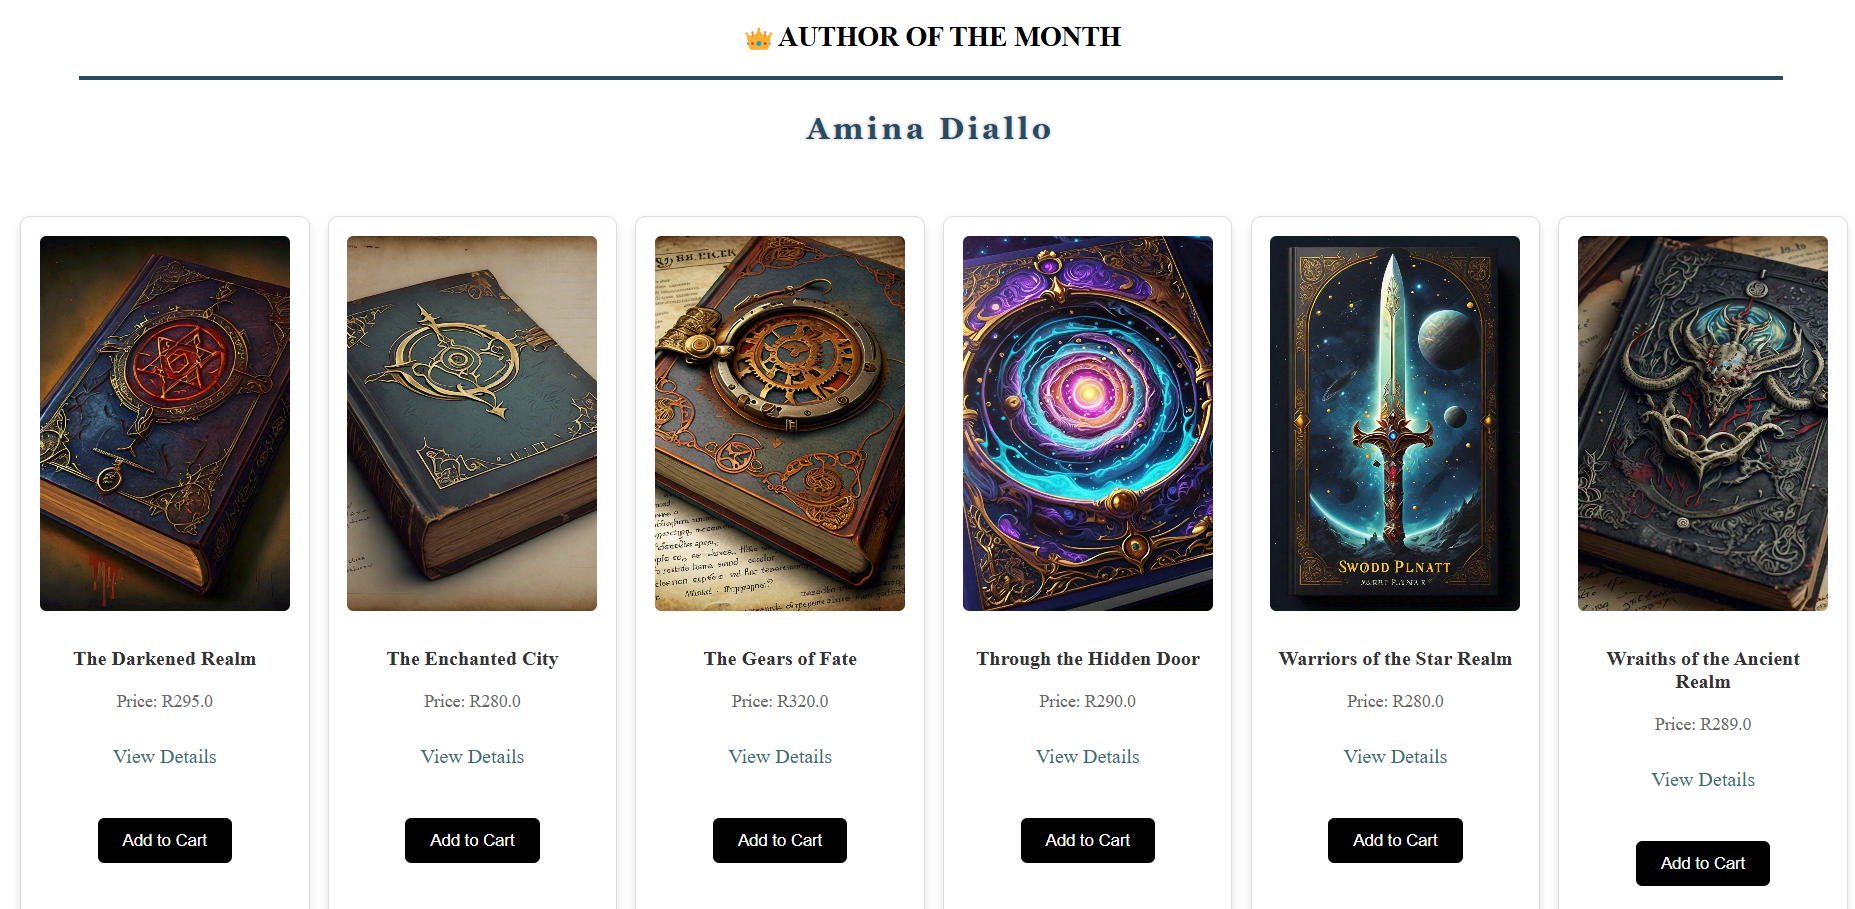 👑 AUTHOR OF THE MONTH
Amina Diallo
SWODD PLNATT
The Darkened Realm
Price: R295.0
View Details
Add to Cart
The Enchanted City
Price: R280.0
View Details
Add to Cart
The Gears of Fate
Price: R320.0
View Details
Add to Cart
Through the Hidden Door
Price: R290.0
View Details
Add to Cart
Warriors of the Star Realm
Price: R280.0
View Details
Add to Cart
Wraiths of the Ancient
Realm
Price: R289.0
View Details
Add to Cart